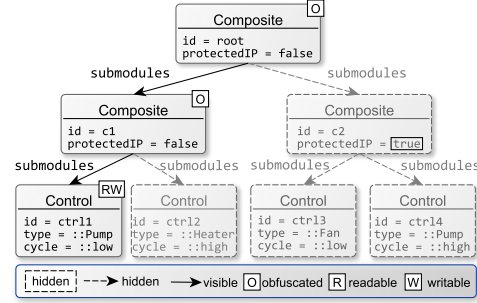 Composite O
id = root
protectedIP = false
submodules submodules
Composite O Composite
id = c1 id = c2
protectedIP = false protectedIP = true
submodules submodules submodules submodules
Control RW Control Control Control
id = ctrl1 id = ctrl2 id = ctrl3 id = ctrl4
type = ::Pump type = ::Heater type = ::Fan type = ::Pump
cycle = ::low cycle = ::high cycle = ::low cycle = ::high
hidden hidden visible O obfuscated R readable W writable